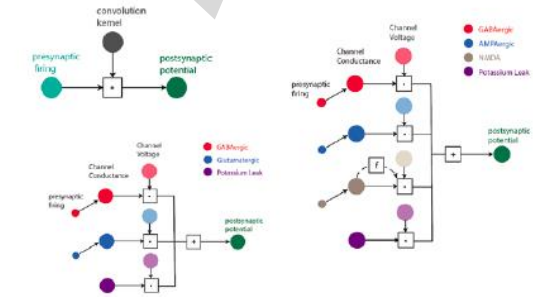 convolution
kernel
presynaptic
firing
postsynaptic
potential
Channel
Voltage
Channel
Conductance
presynaptic
firing
GABAergic
Glutamatergic
Potassium Leak
postsynaptic
potential
Channel
Voltage
Channel
Conductance
presynaptic
firing
GABAergic
AMPAergic
NMDA
Potassium Leak
f
postsynaptic
potential